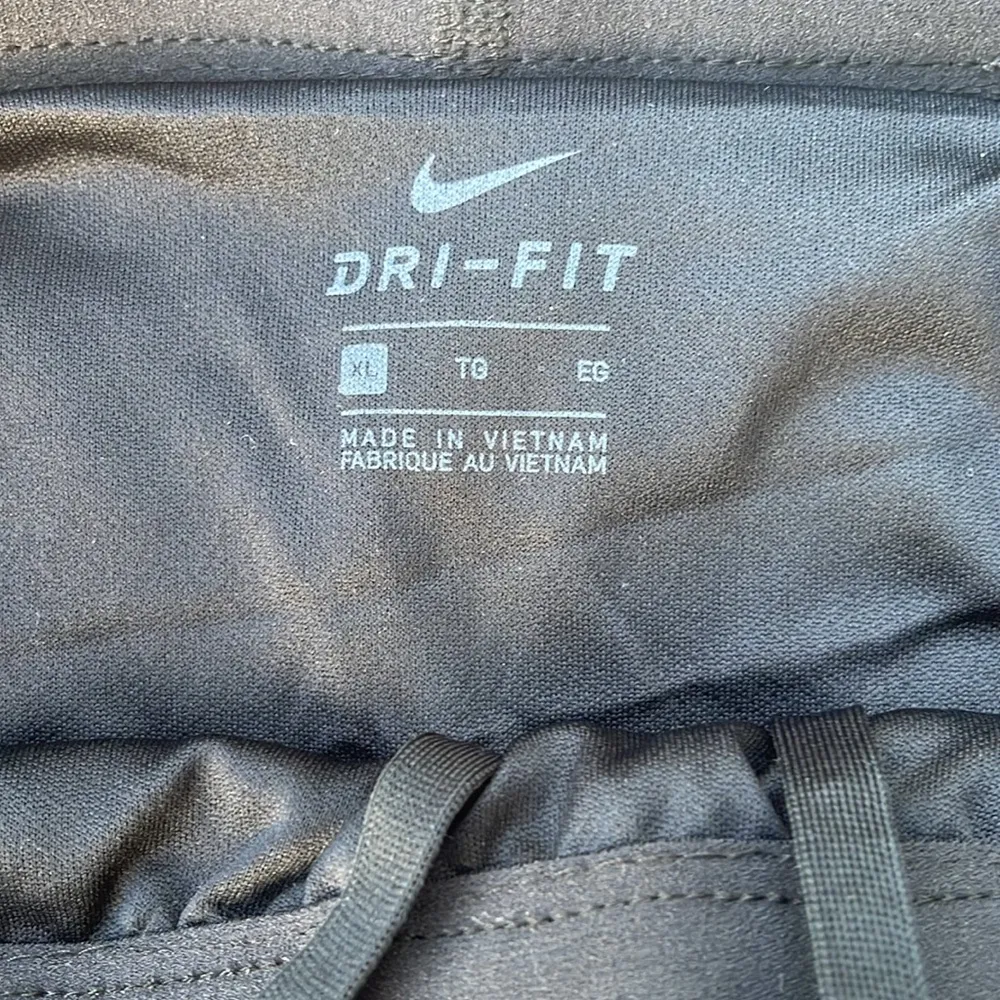 DRI-FIT
XL TG EG
MADE IN VIETNAM
FABRIQUE AU VIETNAM